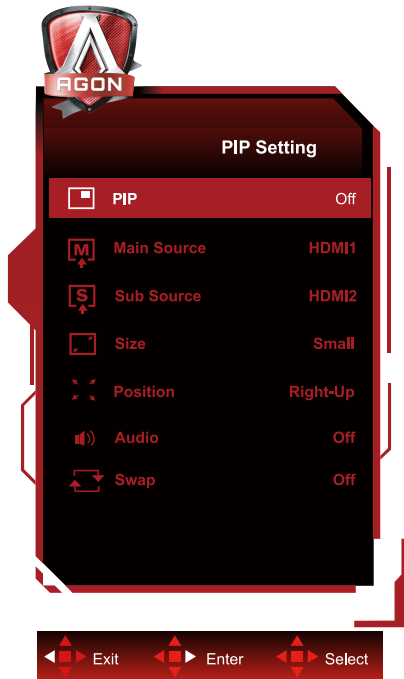 AGON
PIP Setting
PIP Off
M Main Source HDMI1
S Sub Source HDMI2
Size Small
Position Right-Up
Audio Off
Swap Off
Exit Enter Select